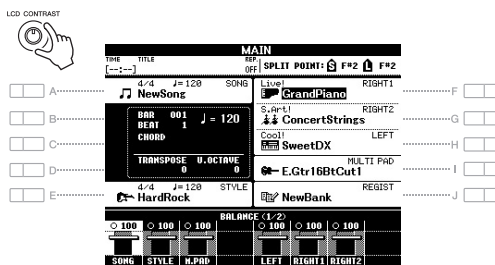 LCD CONTRAST
MAIN
TIME TITLE REP.
[--:--] OFF SPLIT POINT: S F#2 L F#2
4/4 ♩=120 SONG
NewSong
BAR 001 ♩ = 120
BEAT 1
CHORD
TRANSPOSE U.OCTAVE
0 0
4/4 ♩=120 STYLE
HardRock
Live! RIGHT1
GrandPiano
S.Art! RIGHT2
ConcertStrings
Cool! LEFT
SweetDX
MULTI PAD
E.Gtr16BtCut1
REGIST
NewBank
A
B
C
D
E
F
G
H
I
J
BALANCE (1/2)
100 100 100 100 100 100
SONG STYLE M.PAD LEFT RIGHT1 RIGHT2